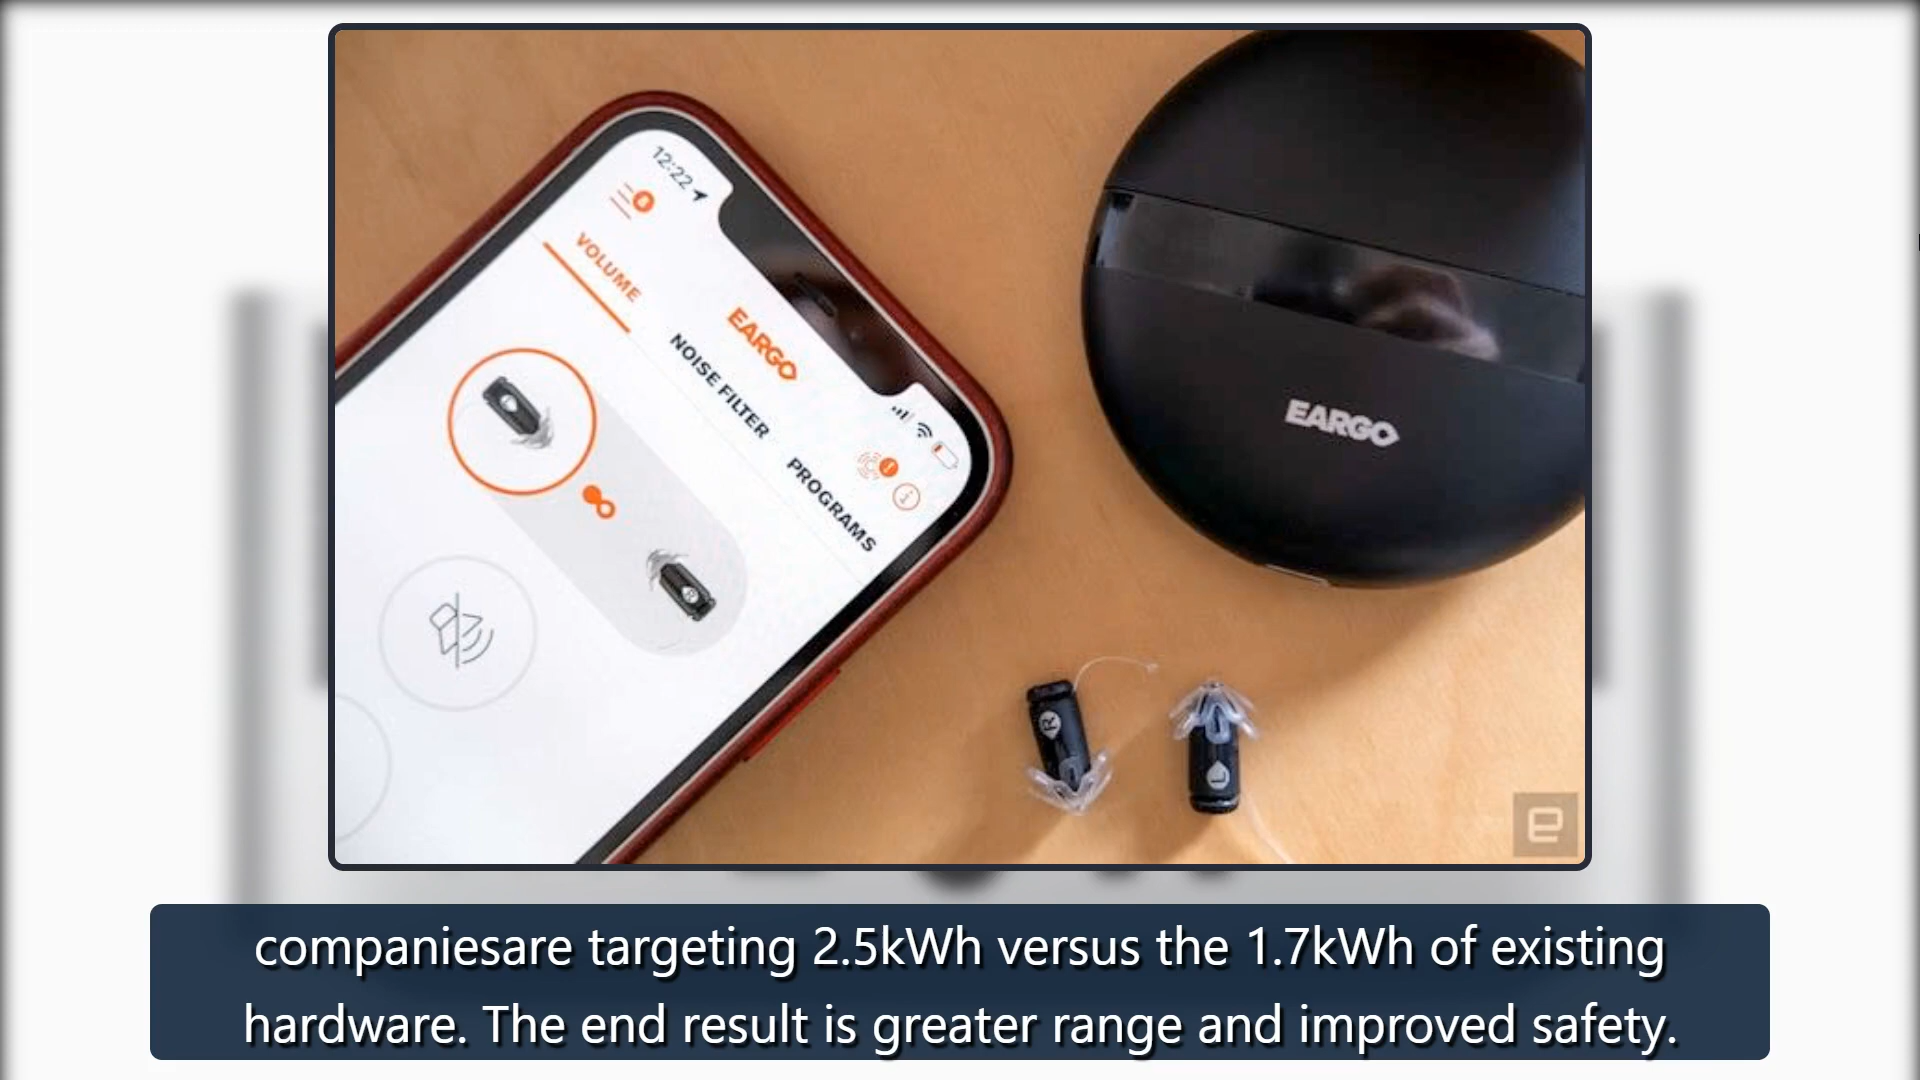 12:22
VOLUME
EARGO
NOISE FILTER
PROGRAMS
EARGO
R
L
e
companiesare targeting 2.5kWh versus the 1.7kWh of existing
hardware. The end result is greater range and improved safety.